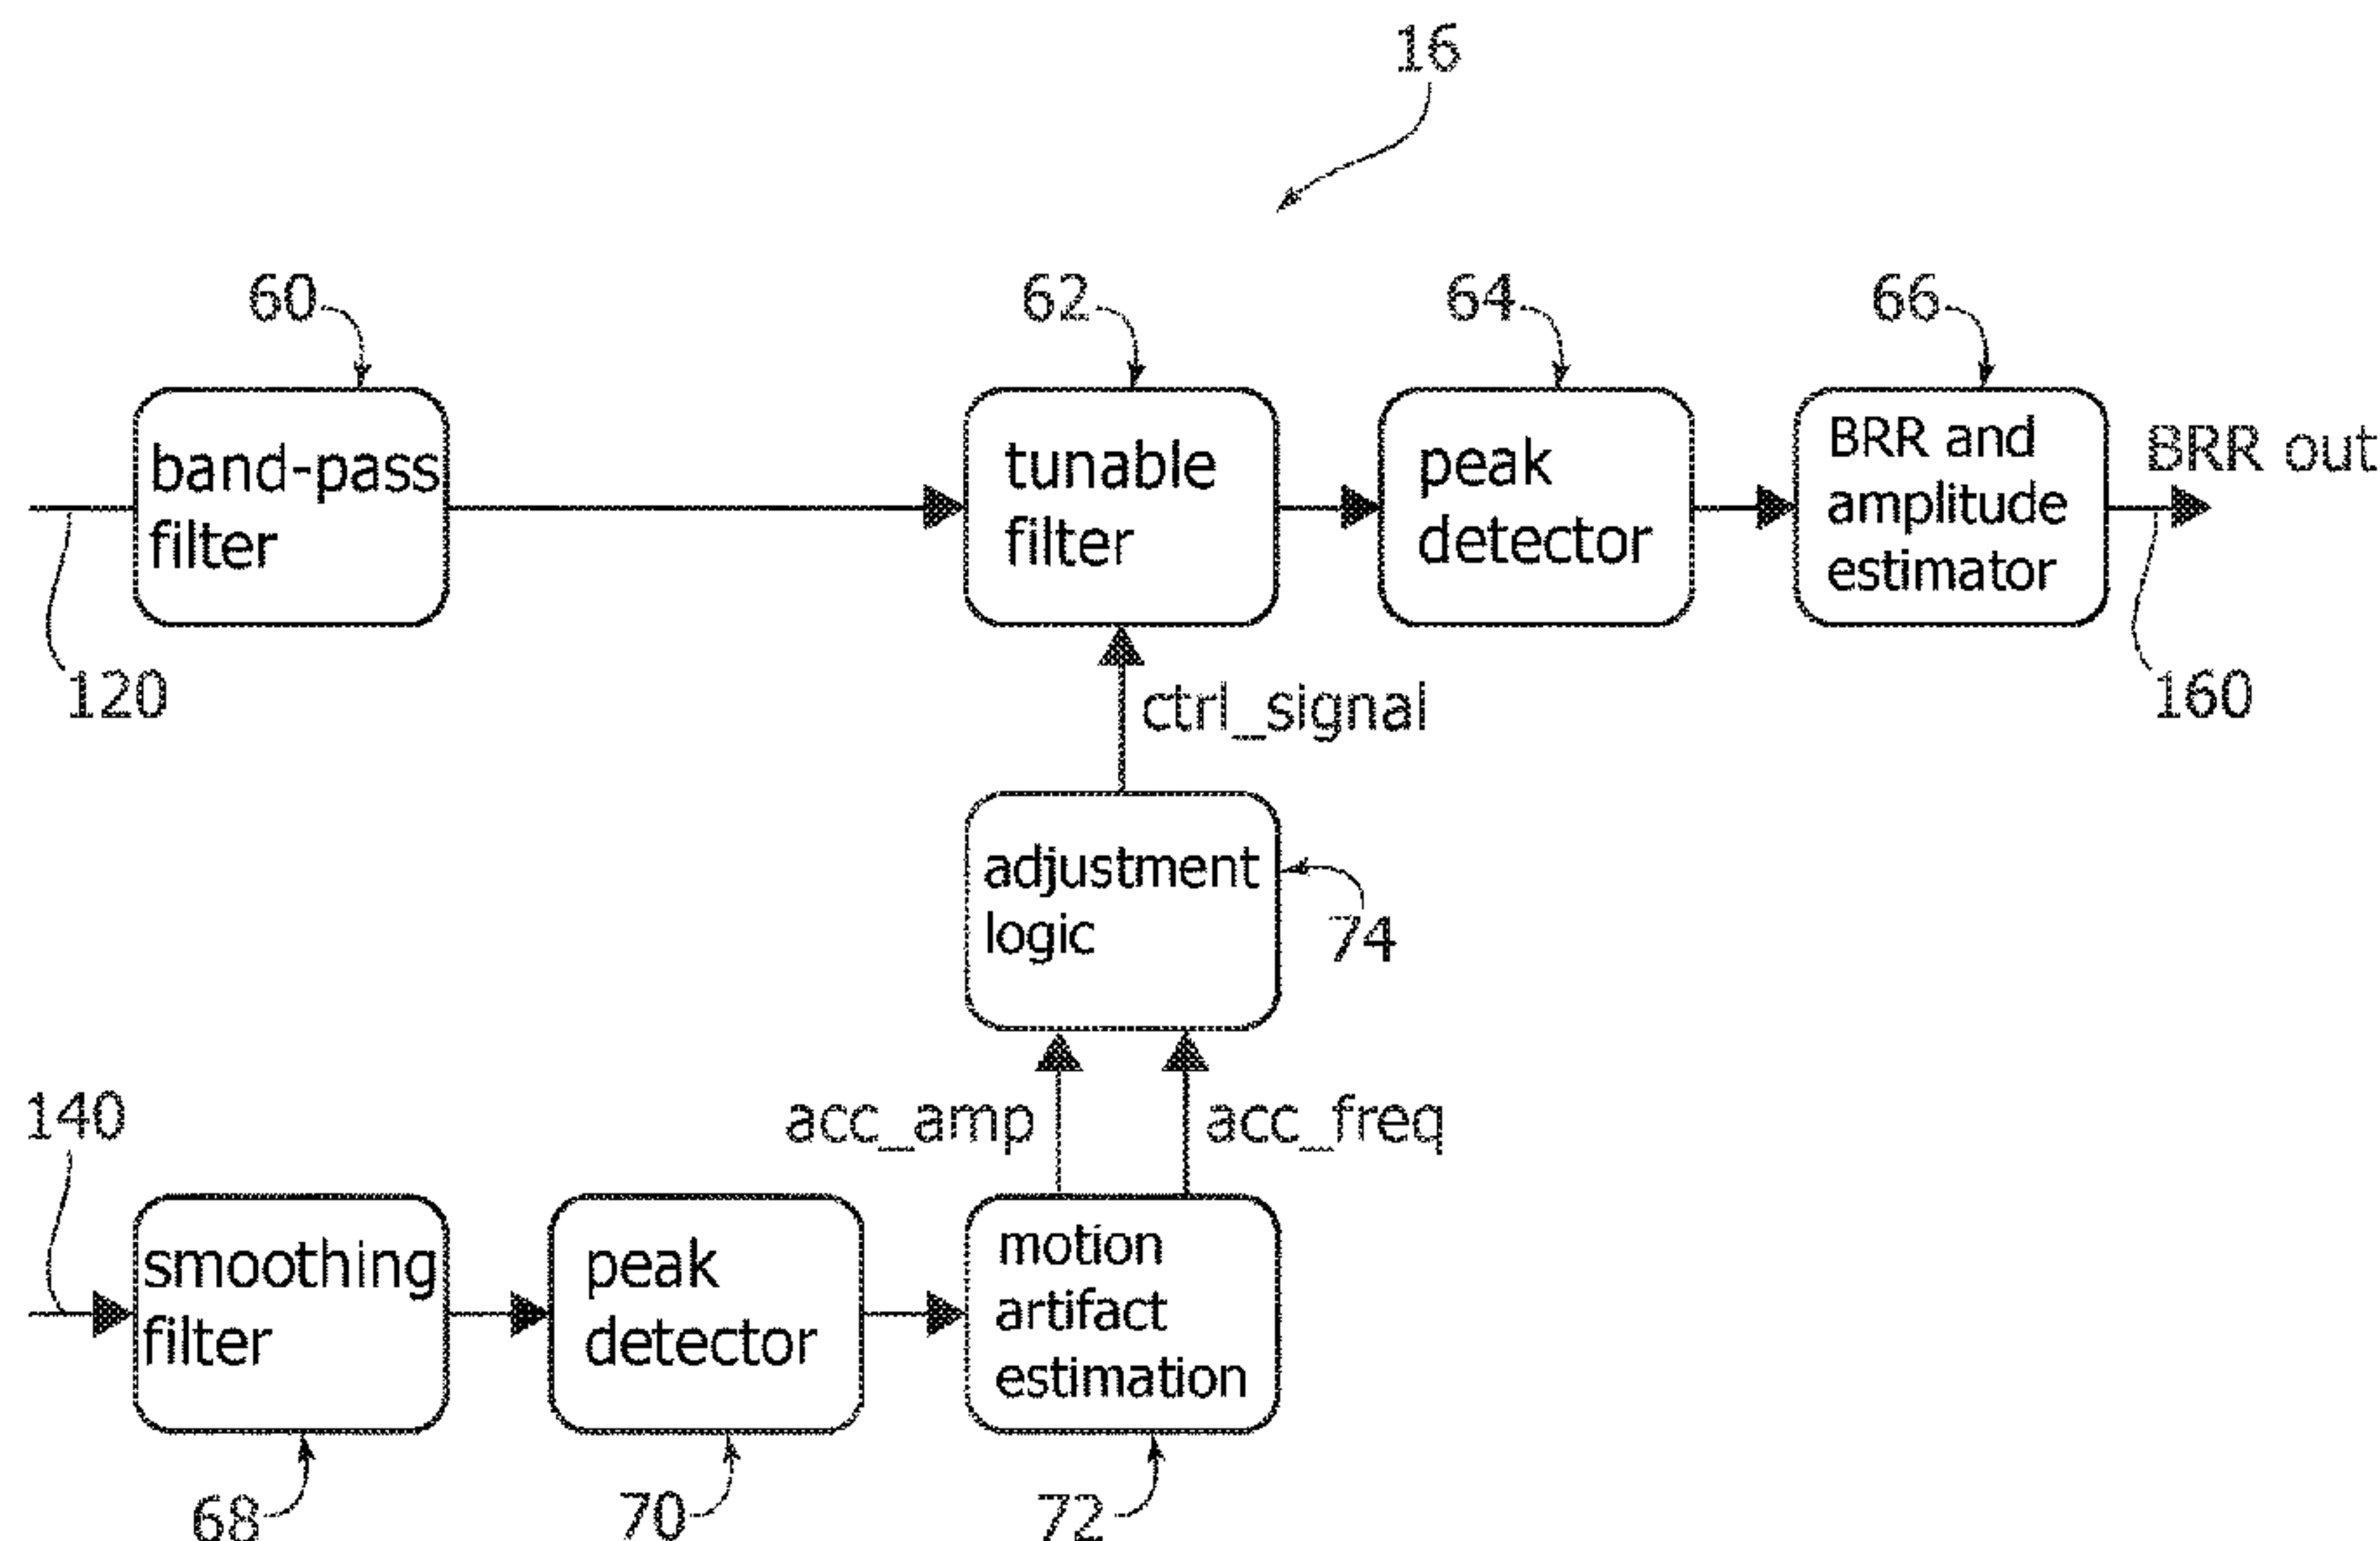 16
60
62
64
66
band-pass
filter
tunable
filter
peak
detector
BRR and
amplitude
estimator
BRR out
120
160
ctrl_signal
adjustment
logic
74
acc_amp
acc_freq
140
smoothing
filter
peak
detector
motion
artifact
estimation
68
70
72